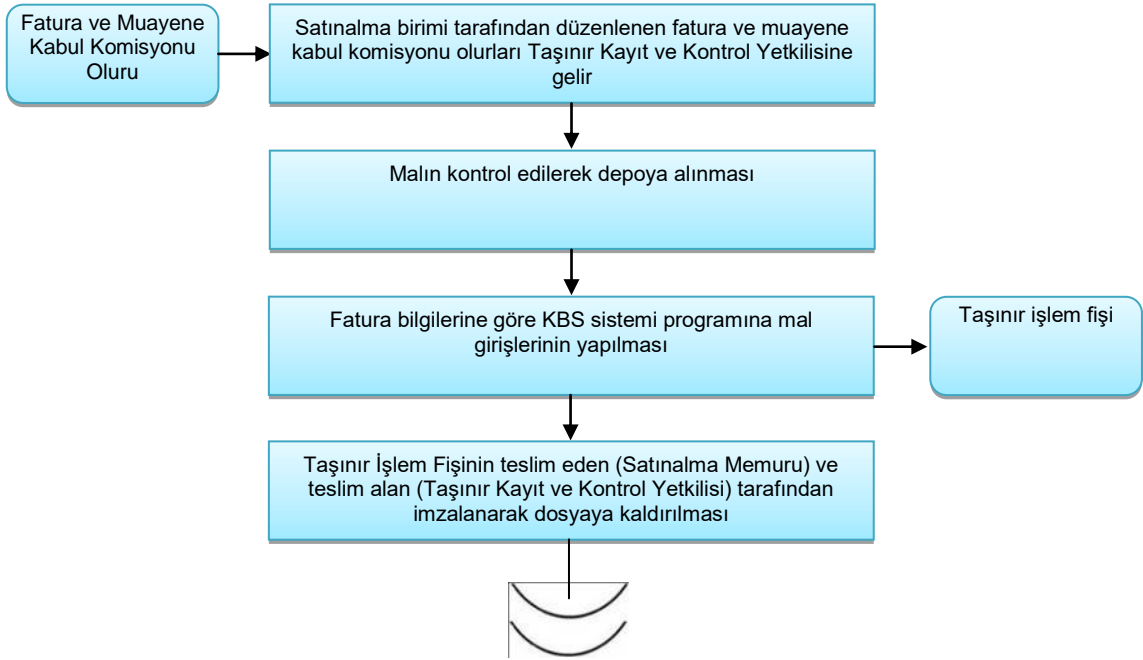 Fatura ve Muayene
Kabul Komisyonu
Oluru
Satınalma birimi tarafından düzenlenen fatura ve muayene
kabul komisyonu olurları Taşınır Kayıt ve Kontrol Yetkilisine
gelir
Malın kontrol edilerek depoya alınması
Fatura bilgilerine göre KBS sistemi programına mal
girişlerinin yapılması
Taşınır işlem fişi
Taşınır İşlem Fişinin teslim eden (Satınalma Memuru) ve
teslim alan (Taşınır Kayıt ve Kontrol Yetkilisi) tarafından
imzalanarak dosyaya kaldırılması